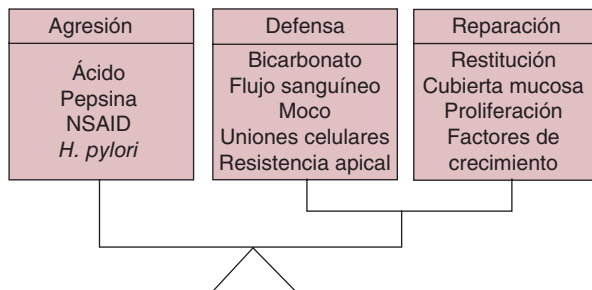 Agresión
Ácido
Pepsina
NSAID
H. pylori
Defensa
Bicarbonato
Flujo sanguíneo
Moco
Uniones celulares
Resistencia apical
Reparación
Restitución
Cubierta mucosa
Proliferación
Factores de
crecimiento